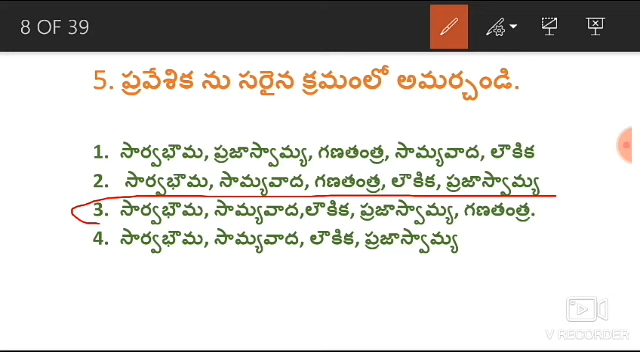 8 OF 39
5. ప్రవేశిక ను సరైన క్రమంలో అమర్చండి.
1. సార్వభౌమ, ప్రజాస్వామ్య, గణతంత్ర, సామ్యవాద, లౌకిక
2. సార్వభౌమ, సామ్యవాద, గణతంత్ర, లౌకిక, ప్రజాస్వామ్య
3. సార్వభౌమ, సామ్యవాద,లౌకిక, ప్రజాస్వామ్య, గణతంత్ర.
4. సార్వభౌమ, సామ్యవాద, లౌకిక, ప్రజాస్వామ్య
V RECORDER